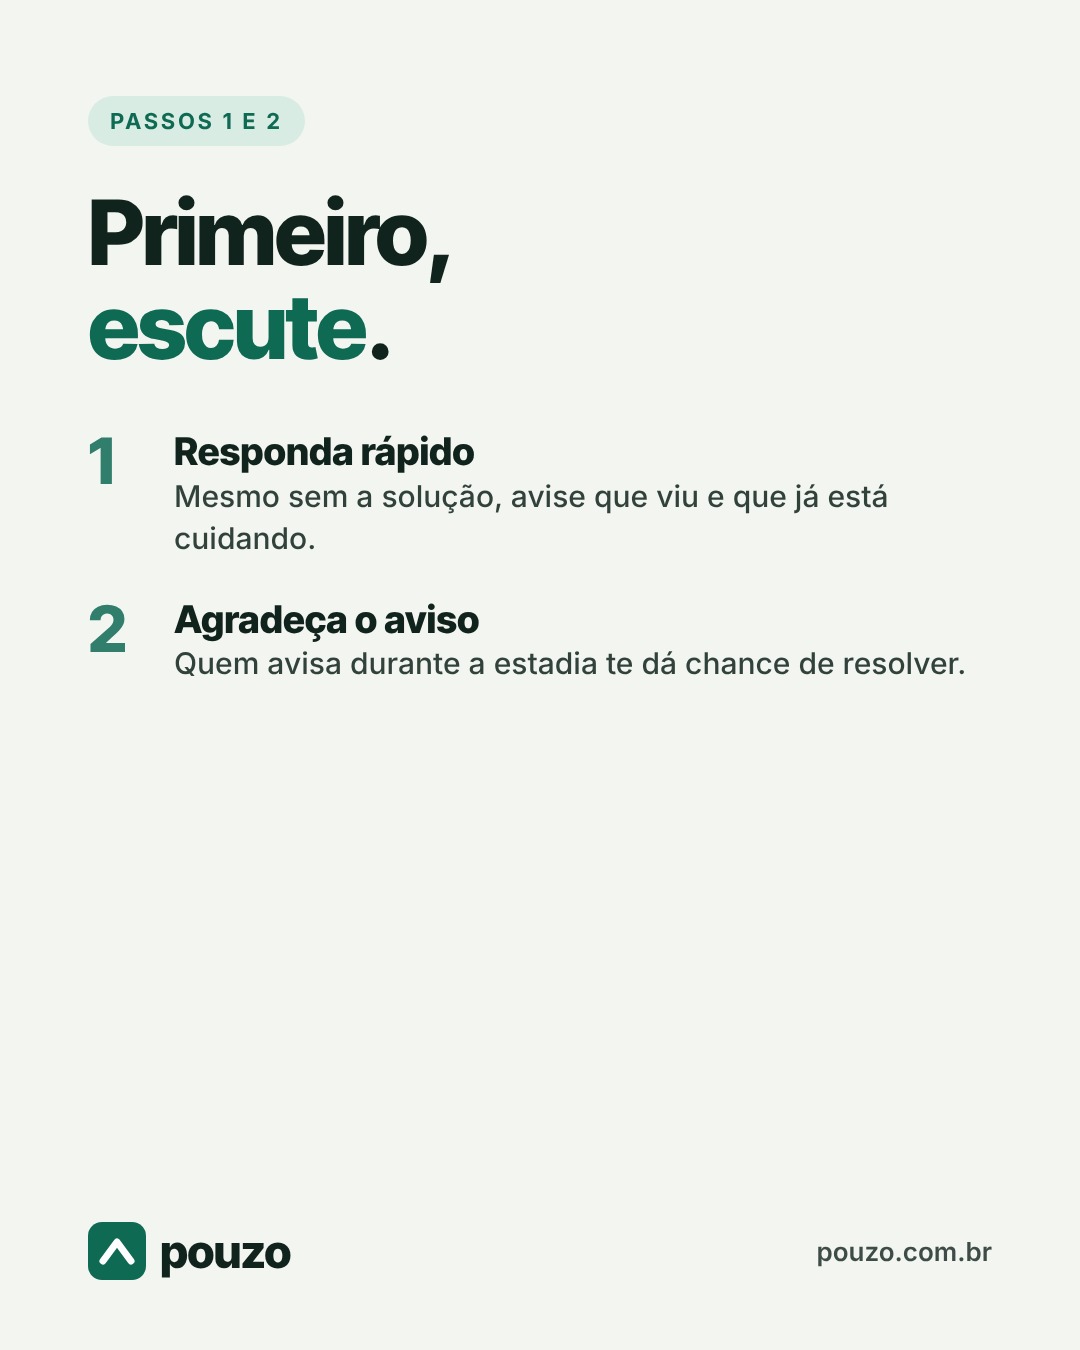 PASSOS 1 E 2
Primeiro,
escute.
1
Responda rápido
Mesmo sem a solução, avise que viu e que já está
cuidando.
2
Agradeça o aviso
Quem avisa durante a estadia te dá chance de resolver.
pouzo
pouzo.com.br